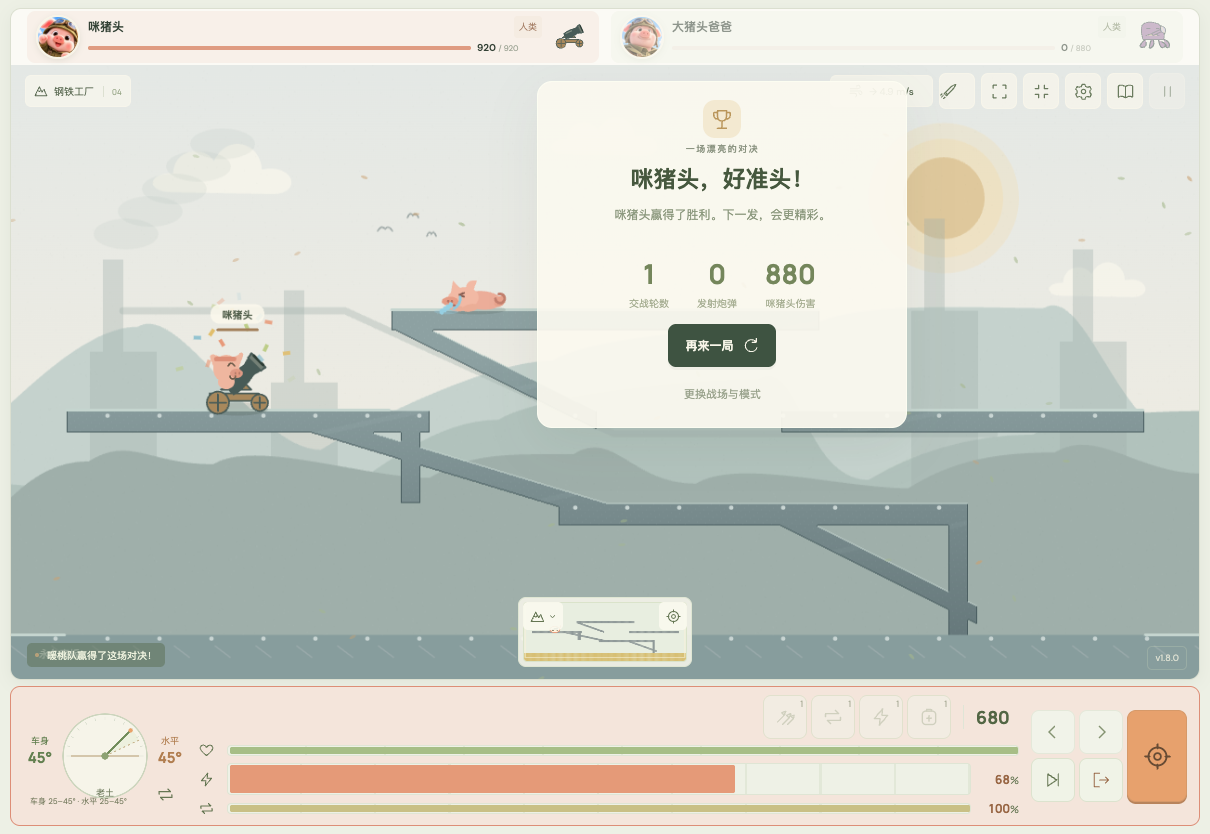 咪猪头
人类
920 / 920
大猪头爸爸
人类
0 / 880
钢铁工厂 04
m/s
一场漂亮的对决
咪猪头，好准头！
咪猪头赢得了胜利。下一发，会更精彩。
1 0 880
交战轮数 发射炮弹 咪猪头伤害
再来一局
更换战场与模式
咪猪头
暖桃队赢得了这场对决！
v1.8.0
1 1 1 1
680
车身
45°
水平
45°
老土
车身 25–45° · 水平 25–45°
68%
100%